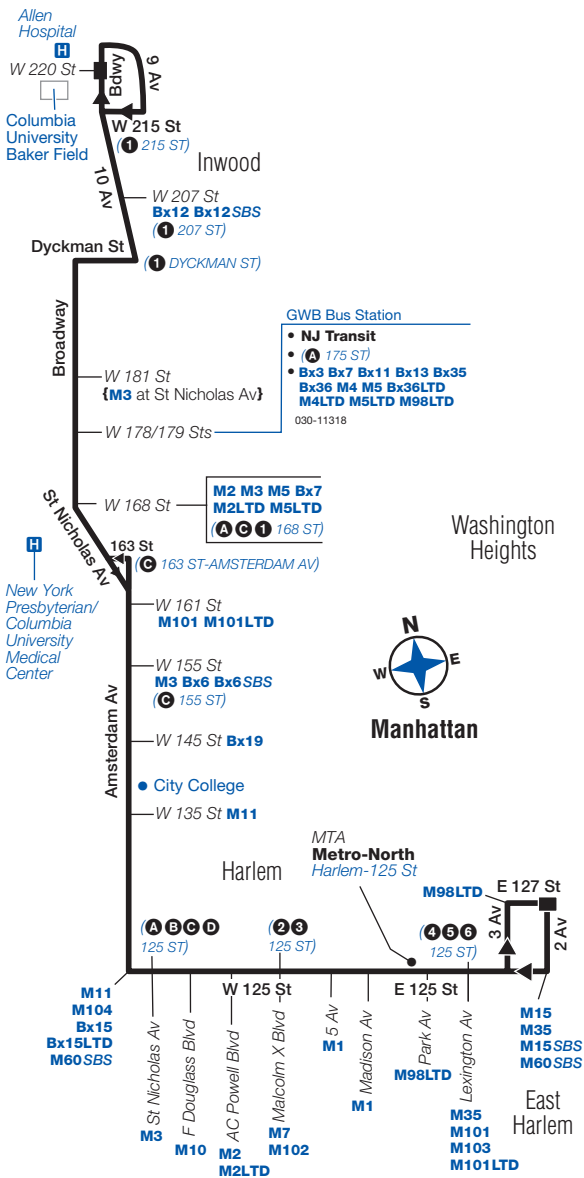 Allen
Hospital
H
W 220 St
Bdwy
9 Av
Columbia
University
Baker Field
W 215 St
(1 215 ST)
Inwood
10 Av
W 207 St
Bx12 Bx12SBS
(1 207 ST)
Dyckman St
(1 DYCKMAN ST)
Broadway
GWB Bus Station
• NJ Transit
• (A 175 ST)
• Bx3 Bx7 Bx11 Bx13 Bx35
Bx36 M4 M5 Bx36LTD
M4LTD M5LTD M98LTD
030-11318
W 181 St
{M3 at St Nicholas Av}
W 178/179 Sts
W 168 St
M2 M3 M5 Bx7
M2LTD M5LTD
(A C 1 168 ST)
St Nicholas Av
Washington
Heights
H
163 St
(C 163 ST-AMSTERDAM AV)
New York
Presbyterian/
Columbia
University
Medical
Center
W 161 St
M101 M101LTD
N
W
E
S
Manhattan
W 155 St
M3 Bx6 Bx6SBS
(C 155 ST)
Amsterdam Av
W 145 St Bx19
• City College
W 135 St M11
Harlem
MTA
Metro-North
Harlem-125 St
M98LTD
E 127 St
3 Av
2 Av
(A B C D
125 ST)
(2 3
125 ST)
(4 5 6
125 ST)
W 125 St
E 125 St
M11
M104
Bx15
Bx15LTD
M60SBS
St Nicholas Av
M3
F Douglass Blvd
M10
AC Powell Blvd
M2
M2LTD
Malcolm X Blvd
M7
M102
5 Av
M1
Madison Av
M1
Park Av
M98LTD
Lexington Av
M35
M101
M103
M101LTD
M15
M35
M15SBS
M60SBS
East
Harlem